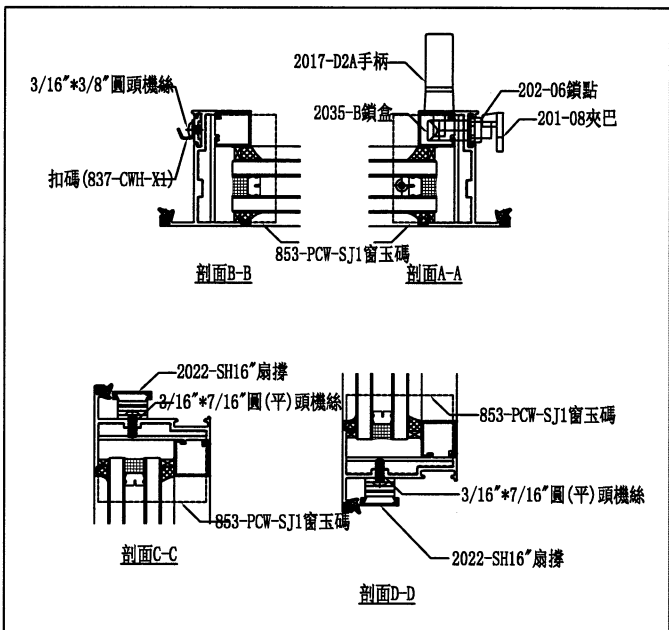 2017-D2A手柄
3/16"*3/8"圓頭機絲
202-06鎖點
2035-B鎖盒
201-08夾巴
扣碼(837-CWH-X1)
853-PCW-SJ1窗玉碼
剖面B-B
剖面A-A
2022-SH16"扇撐
3/16"*7/16"圓(平)頭機絲
853-PCW-SJ1窗玉碼
3/16"*7/16"圓(平)頭機絲
853-PCW-SJ1窗玉碼
剖面C-C
2022-SH16"扇撐
剖面D-D